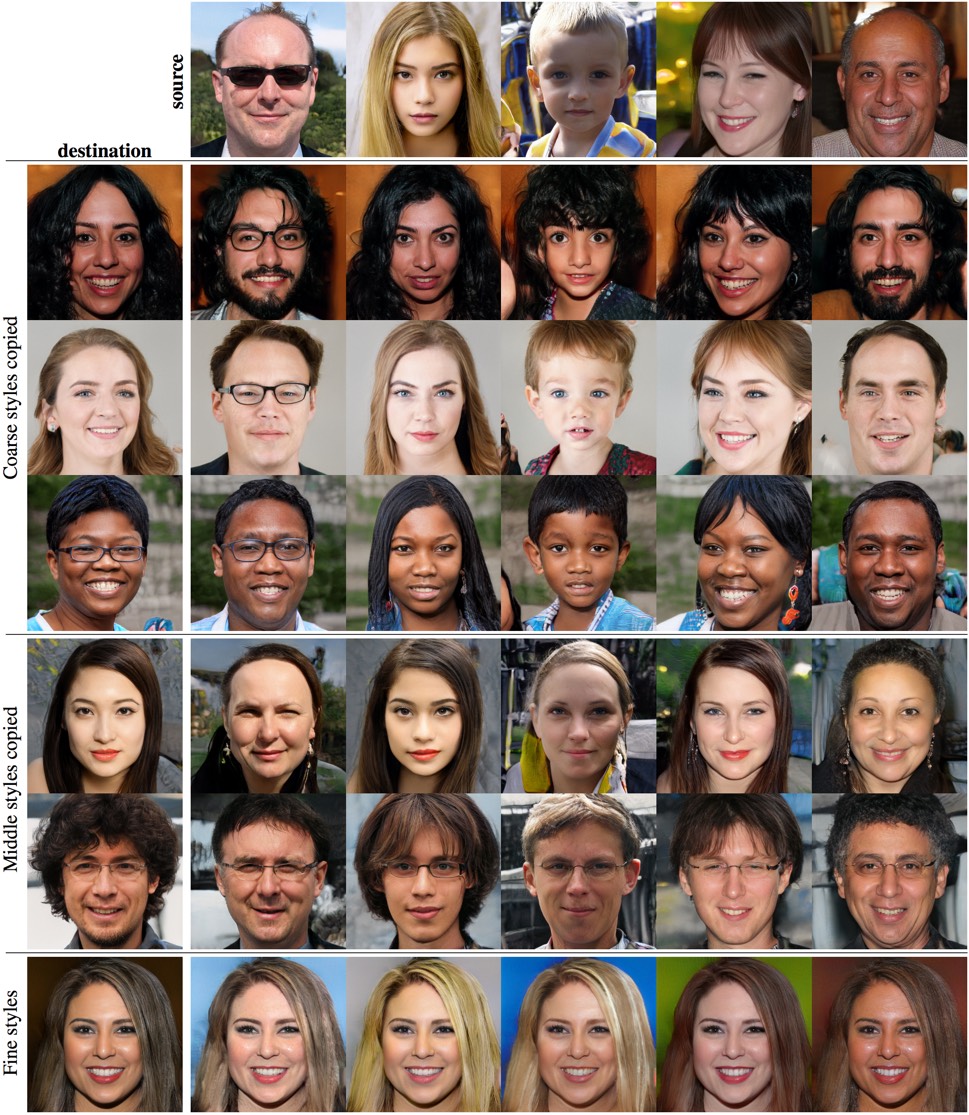 source
destination
Coarse styles copied
Middle styles copied
Fine styles